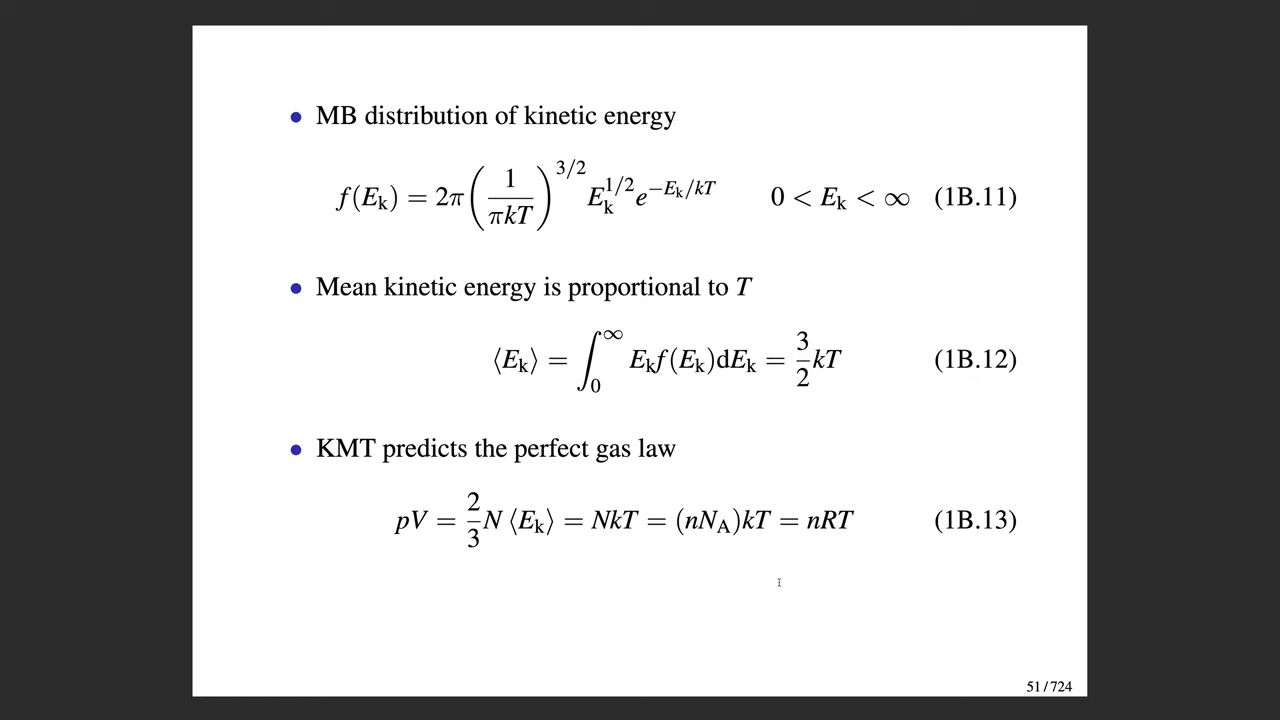 • MB distribution of kinetic energy
f(E_k) = 2π(1/πkT)^{3/2} E_k^{1/2} e^{−E_k/kT} 0 < E_k < ∞ (1B.11)
• Mean kinetic energy is proportional to T
⟨E_k⟩ = ∫_0^∞ E_k f(E_k)dE_k = 3/2 kT (1B.12)
• KMT predicts the perfect gas law
pV = 2/3 N⟨E_k⟩ = NkT = (nN_A)kT = nRT (1B.13)
51/724